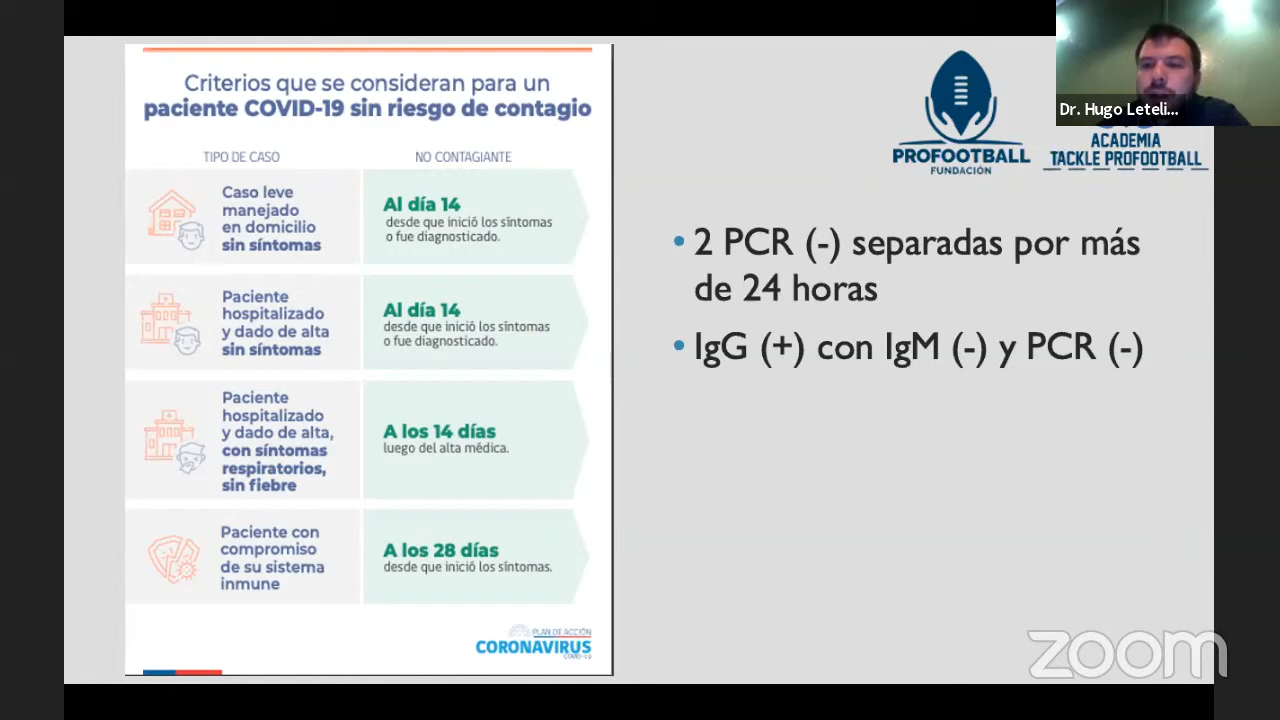 Criterios que se consideran para un
paciente COVID-19 sin riesgo de contagio
TIPO DE CASO
NO CONTAGIANTE
Caso leve
manejado
en domicilio
sin síntomas
Al día 14
desde que inició los síntomas
o fue diagnosticado.
Paciente
hospitalizado
y dado de alta
sin síntomas
Al día 14
desde que inició los síntomas
o fue diagnosticado.
Paciente
hospitalizado
y dado de alta,
con síntomas
respiratorios,
sin fiebre
A los 14 días
luego del alta médica.
Paciente con
compromiso
de su sistema
inmune
A los 28 días
desde que inició los síntomas.
PLAN DE ACCIÓN
CORONAVIRUS
COVID-19
PROFOOTBALL
FUNDACIÓN
Dr. Hugo Leteli...
ACADEMIA
TACKLE PROFOOTBALL
• 2 PCR (-) separadas por más
de 24 horas
• IgG (+) con IgM (-) y PCR (-)
zoom